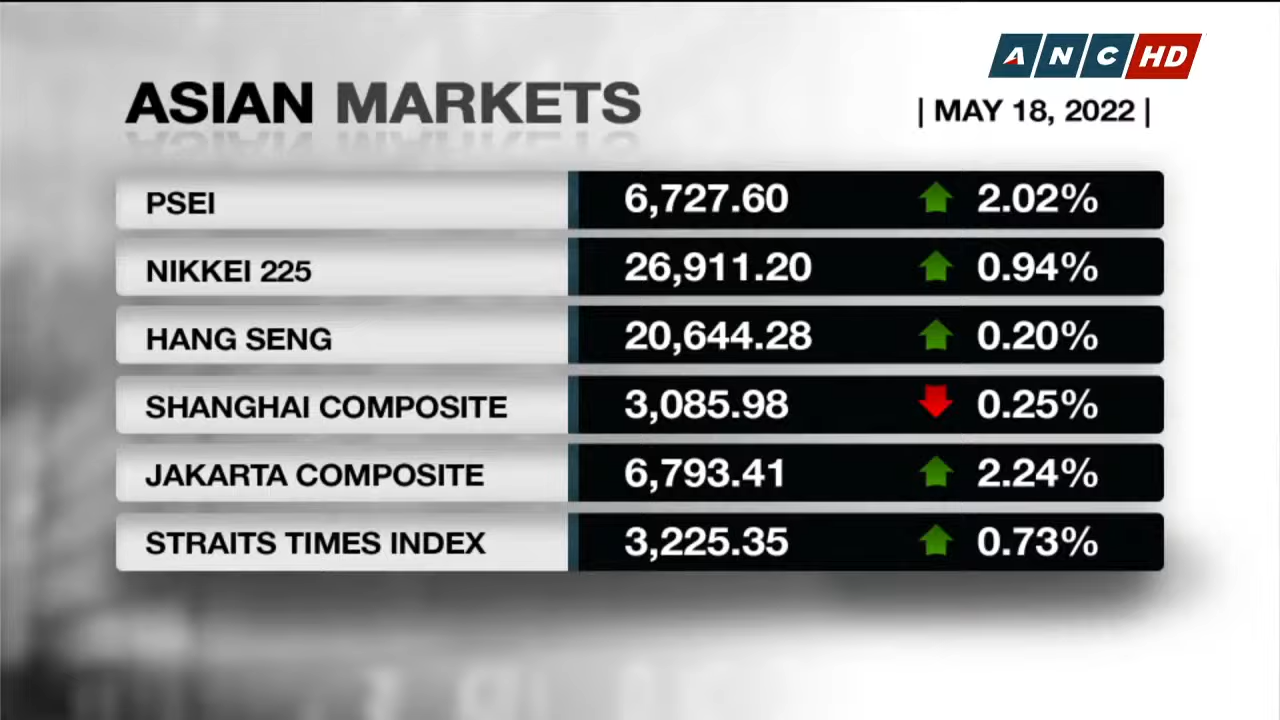 ANC HD
ASIAN MARKETS
| MAY 18, 2022 |
PSEI 6,727.60 2.02%
NIKKEI 225 26,911.20 0.94%
HANG SENG 20,644.28 0.20%
SHANGHAI COMPOSITE 3,085.98 0.25%
JAKARTA COMPOSITE 6,793.41 2.24%
STRAITS TIMES INDEX 3,225.35 0.73%